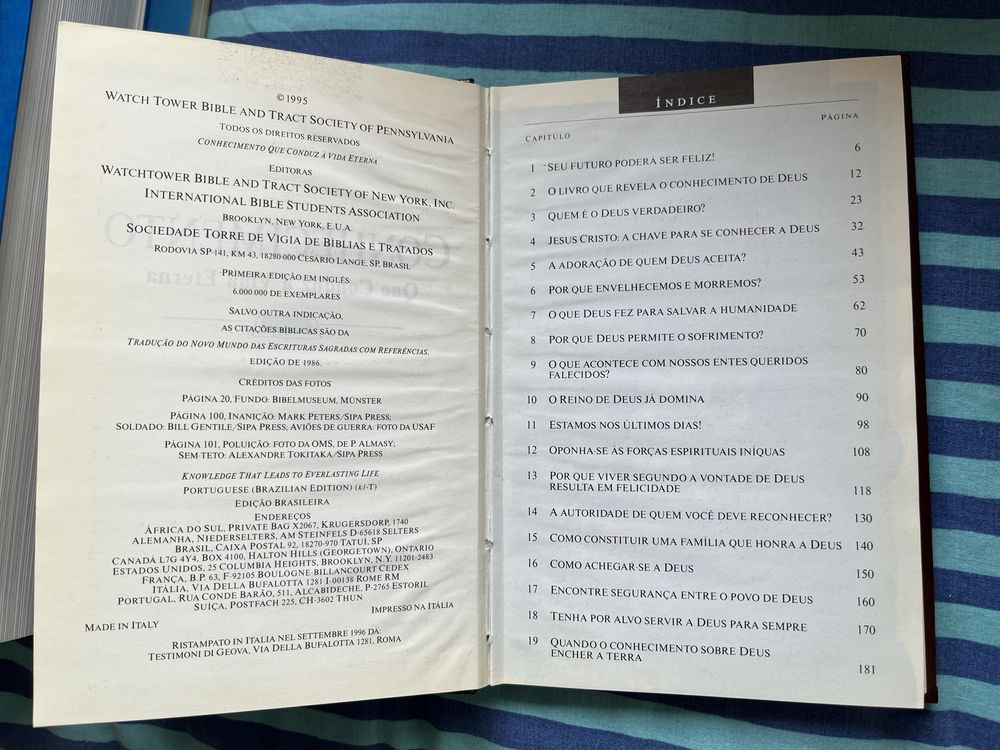 ©1995
WATCH TOWER BIBLE AND TRACT SOCIETY OF PENNSYLVANIA
TODOS OS DIREITOS RESERVADOS
CONHECIMENTO QUE CONDUZ À VIDA ETERNA
EDITORAS
WATCHTOWER BIBLE AND TRACT SOCIETY OF NEW YORK, INC.
INTERNATIONAL BIBLE STUDENTS ASSOCIATION
BROOKLYN, NEW YORK, E.U.A.
SOCIEDADE TORRE DE VIGIA DE BÍBLIAS E TRATADOS
RODOVIA SP-141, KM 43, 18280-000 CESÁRIO LANGE, SP, BRASIL
PRIMEIRA EDIÇÃO EM INGLÊS:
6.000.000 DE EXEMPLARES
SALVO OUTRA INDICAÇÃO,
AS CITAÇÕES BÍBLICAS SÃO DA
TRADUÇÃO DO NOVO MUNDO DAS ESCRITURAS SAGRADAS COM REFERÊNCIAS,
EDIÇÃO DE 1986.
CRÉDITOS DAS FOTOS
PÁGINA 20, FUNDO: BIBELMUSEUM, MÜNSTER
PÁGINA 100, INANIÇÃO: MARK PETERS/SIPA PRESS;
SOLDADO: BILL GENTILE/SIPA PRESS; AVIÕES DE GUERRA: FOTO DA USAF
PÁGINA 101, POLUIÇÃO: FOTO DA OMS, DE P. ALMASY;
SEM-TETO: ALEXANDRE TOKITAKA/SIPA PRESS
KNOWLEDGE THAT LEADS TO EVERLASTING LIFE
PORTUGUESE (BRAZILIAN EDITION) (kl-T)
EDIÇÃO BRASILEIRA
ENDEREÇOS
ÁFRICA DO SUL, PRIVATE BAG X2067, KRUGERSDORP, 1740
ALEMANHA, NIEDERSELTERS, AM STEINFELS D-65618 SELTERS
BRASIL, CAIXA POSTAL 92, 18270-970 TATUÍ, SP
CANADÁ L7G 4Y4, BOX 4100, HALTON HILLS (GEORGETOWN), ONTARIO
ESTADOS UNIDOS, 25 COLUMBIA HEIGHTS, BROOKLYN, N.Y. 11201-2483
FRANÇA, B.P. 63, F-92105 BOULOGNE-BILLANCOURT CEDEX
ITÁLIA, VIA DELLA BUFALOTTA 1281 I-00138 ROME RM
PORTUGAL, RUA CONDE BARÃO, 511, ALCABIDECHE, P-2765 ESTORIL
SUÍÇA, POSTFACH 225, CH-3602 THUN
IMPRESSO NA ITÁLIA
MADE IN ITALY
RISTAMPATO IN ITALIA NEL SETTEMBRE 1996 DA:
TESTIMONI DI GEOVA, VIA DELLA BUFALOTTA 1281, ROMA
ÍNDICE
CAPÍTULO PÁGINA
1 SEU FUTURO PODERÁ SER FELIZ! 6
2 O LIVRO QUE REVELA O CONHECIMENTO DE DEUS 12
3 QUEM É O DEUS VERDADEIRO? 23
4 JESUS CRISTO: A CHAVE PARA SE CONHECER A DEUS 32
5 A ADORAÇÃO DE QUEM DEUS ACEITA? 43
6 POR QUE ENVELHECEMOS E MORREMOS? 53
7 O QUE DEUS FEZ PARA SALVAR A HUMANIDADE 62
8 POR QUE DEUS PERMITE O SOFRIMENTO? 70
9 O QUE ACONTECE COM NOSSOS ENTES QUERIDOS
FALECIDOS? 80
10 O REINO DE DEUS JÁ DOMINA 90
11 ESTAMOS NOS ÚLTIMOS DIAS! 98
12 OPONHA-SE ÀS FORÇAS ESPIRITUAIS INÍQUAS 108
13 POR QUE VIVER SEGUNDO A VONTADE DE DEUS
RESULTA EM FELICIDADE 118
14 A AUTORIDADE DE QUEM VOCÊ DEVE RECONHECER? 130
15 COMO CONSTITUIR UMA FAMÍLIA QUE HONRA A DEUS 140
16 COMO ACHEGAR-SE A DEUS 150
17 ENCONTRE SEGURANÇA ENTRE O POVO DE DEUS 160
18 TENHA POR ALVO SERVIR A DEUS PARA SEMPRE 170
19 QUANDO O CONHECIMENTO SOBRE DEUS
ENCHER A TERRA 181